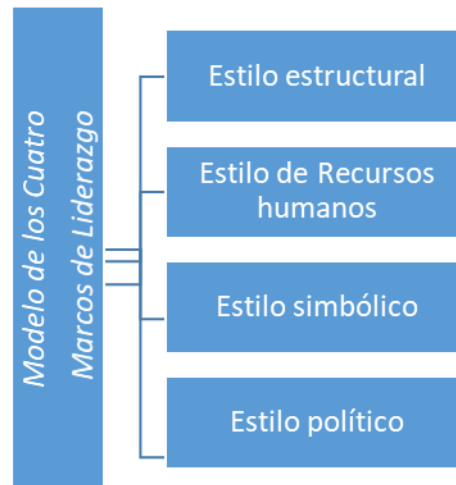 Modelo de los Cuatro
Marcos de Liderazgo
Estilo estructural
Estilo de Recursos
humanos
Estilo simbólico
Estilo político